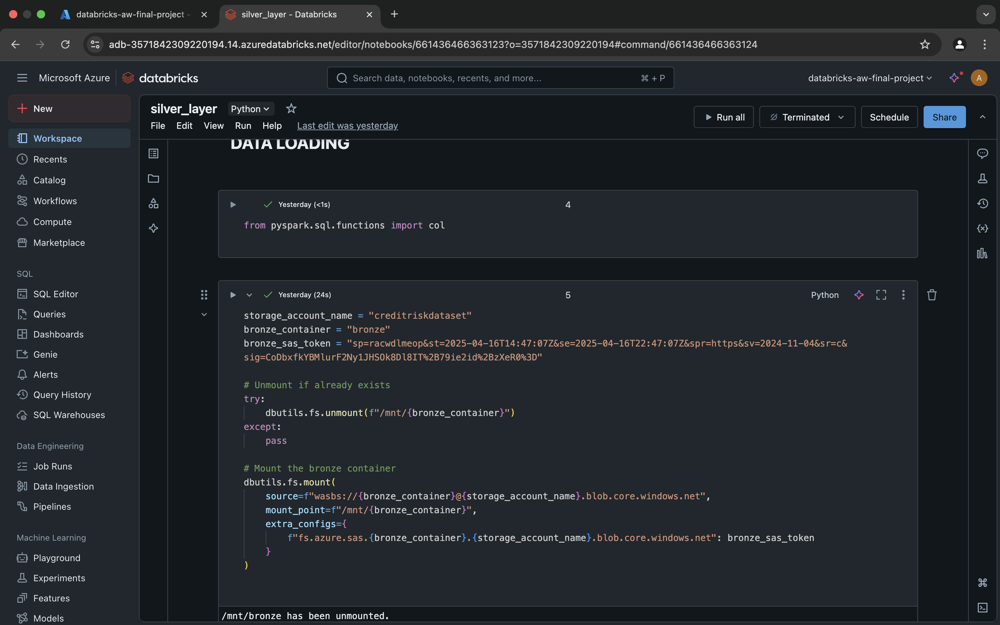 databricks-aw-final-project -
silver_layer - Databricks
adb-3571842309220194.14.azuredatabricks.net/editor/notebooks/661436466363123?o=3571842309220194#command/661436466363124
Microsoft Azure
databricks
Search data, notebooks, recents, and more...
⌘ + P
databricks-aw-final-project
A
New
Workspace
Recents
Catalog
Workflows
Compute
Marketplace
SQL
SQL Editor
Queries
Dashboards
Genie
Alerts
Query History
SQL Warehouses
Data Engineering
Job Runs
Data Ingestion
Pipelines
Machine Learning
Playground
Experiments
Features
Models
silver_layer
Python
File Edit View Run Help Last edit was yesterday
Run all
Terminated
Schedule
Share
DATA LOADING
Yesterday (<1s)
4
from pyspark.sql.functions import col
Yesterday (24s)
5
Python
storage_account_name = "creditriskdataset"
bronze_container = "bronze"
bronze_sas_token = "sp=racwdlmeop&st=2025-04-16T14:47:07Z&se=2025-04-16T22:47:07Z&spr=https&sv=2024-11-04&sr=c&
sig=CoDbxfkYBMlurF2Ny1JHSOk8Dl8IT%2B79ie2id%2BzXeR0%3D"
# Unmount if already exists
try:
dbutils.fs.unmount(f"/mnt/{bronze_container}")
except:
pass
# Mount the bronze container
dbutils.fs.mount(
source=f"wasbs://{bronze_container}@{storage_account_name}.blob.core.windows.net",
mount_point=f"/mnt/{bronze_container}",
extra_configs={
f"fs.azure.sas.{bronze_container}.{storage_account_name}.blob.core.windows.net": bronze_sas_token
}
)
/mnt/bronze has been unmounted.